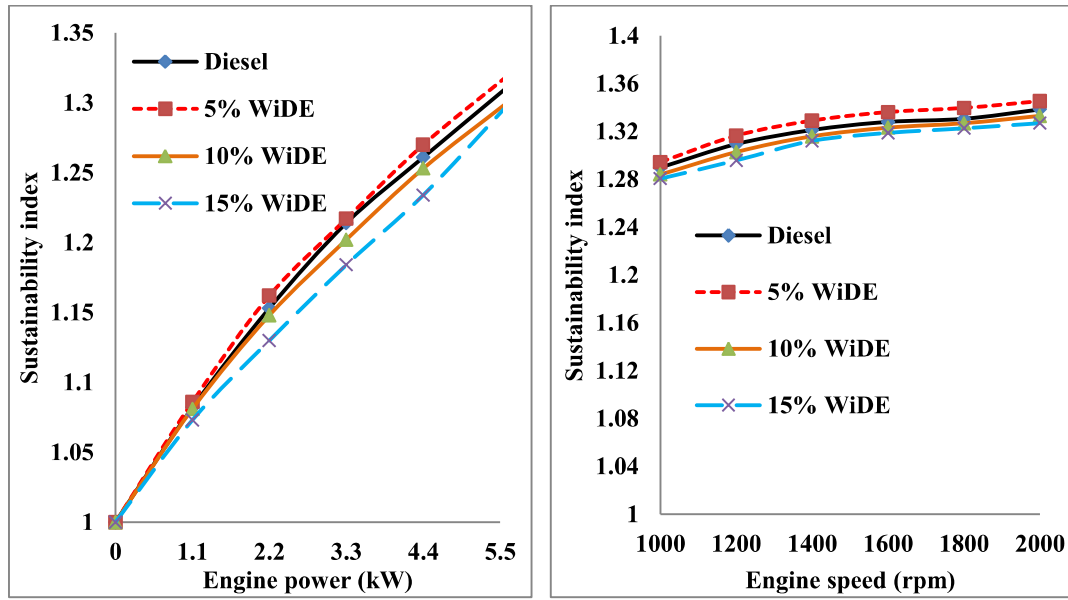 1.35
1.3
1.25
1.2
1.15
1.1
1.05
1
Sustainability index
Diesel
5% WiDE
10% WiDE
15% WiDE
0 1.1 2.2 3.3 4.4 5.5
Engine power (kW)
1.4
1.36
1.32
1.28
1.24
1.2
1.16
1.12
1.08
1.04
1
Sustainability index
Diesel
5% WiDE
10% WiDE
15% WiDE
1000 1200 1400 1600 1800 2000
Engine speed (rpm)